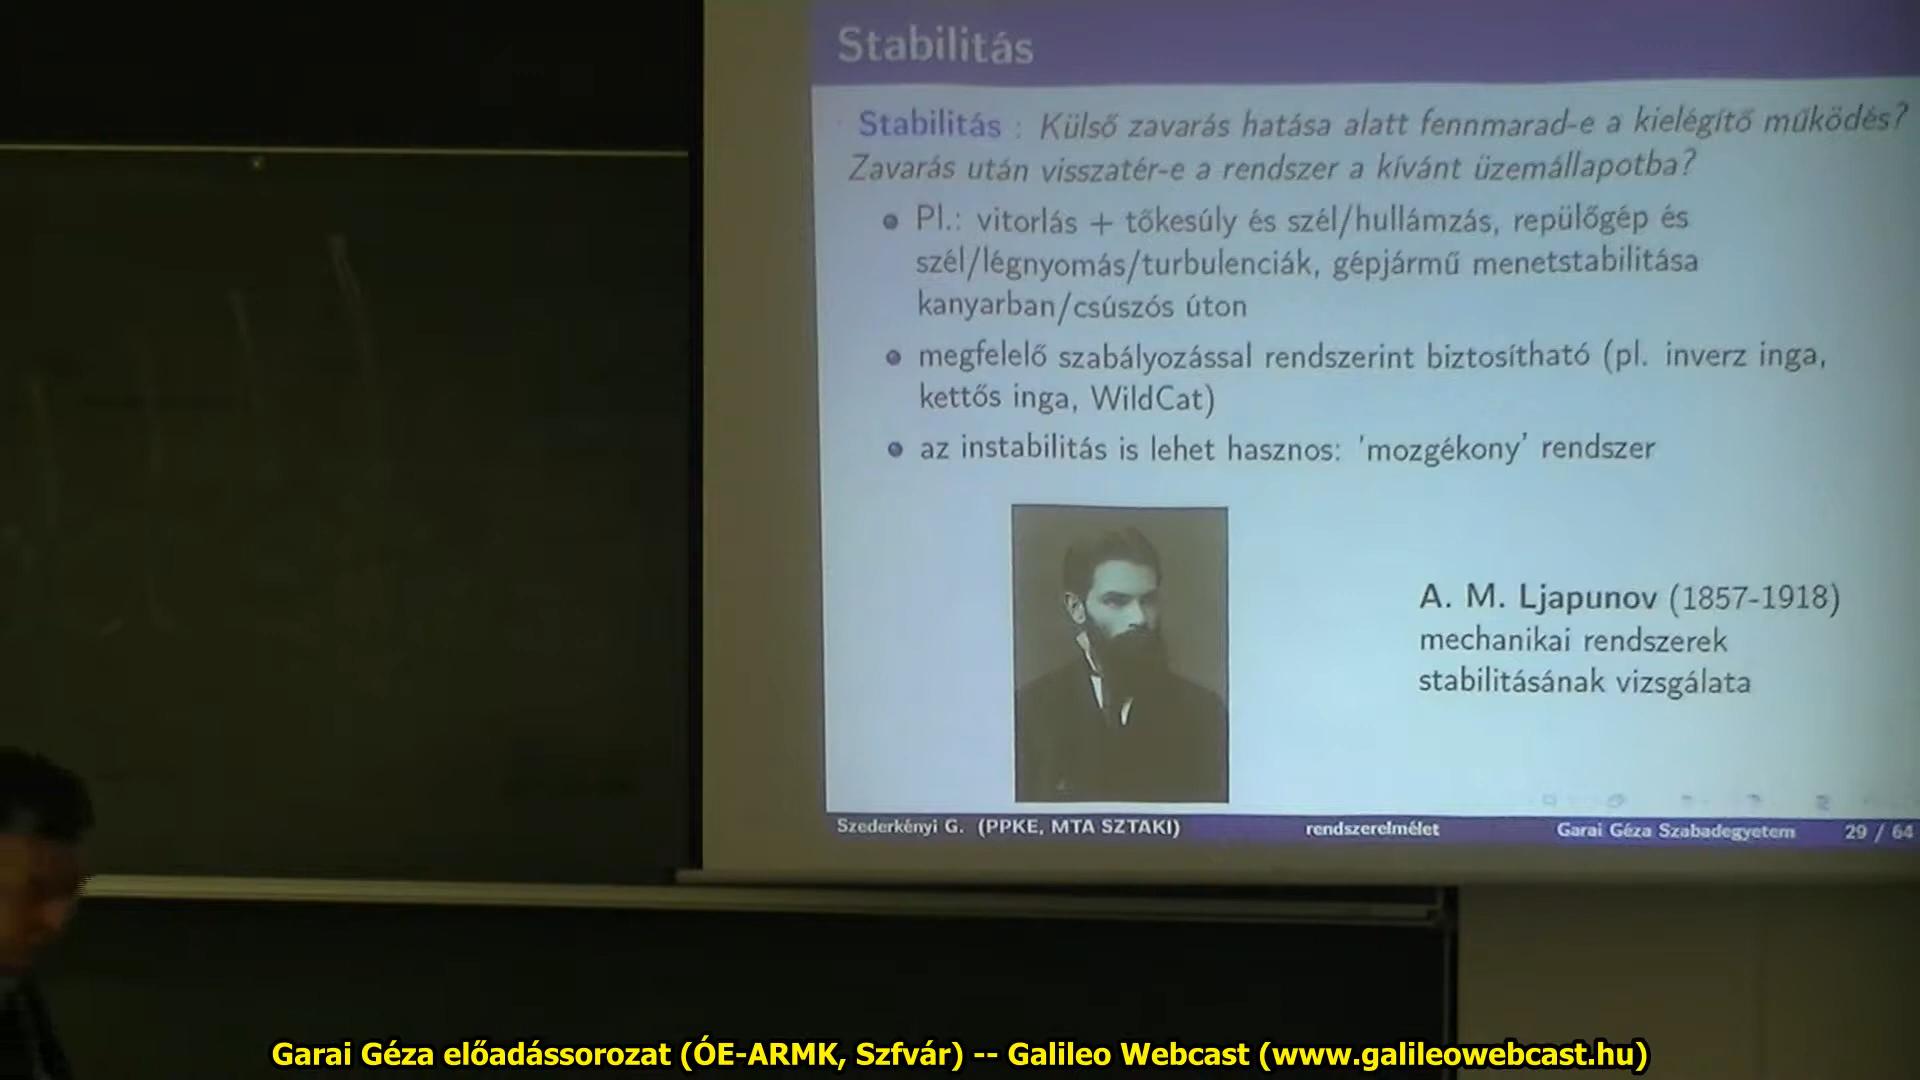 Stabilitás
Stabilitás : Külső zavarás hatása alatt fennmarad-e a kielégítő működés?
Zavarás után visszatér-e a rendszer a kívánt üzemállapotba?
Pl.: vitorlás + tőkesúly és szél/hullámzás, repülőgép és
szél/légnyomás/turbulenciák, gépjármű menetstabilitása
kanyarban/csúszós úton
megfelelő szabályozással rendszerint biztosítható (pl. inverz inga,
kettős inga, WildCat)
az instabilitás is lehet hasznos: 'mozgékony' rendszer
A. M. Ljapunov (1857-1918)
mechanikai rendszerek
stabilitásának vizsgálata
Szederkényi G. (PPKE, MTA SZTAKI) rendszerelmélet Garai Géza Szabadegyetem 29 / 64
Garai Géza előadássorozat (ÓE-ARMK, Szfvár) -- Galileo Webcast (www.galileowebcast.hu)